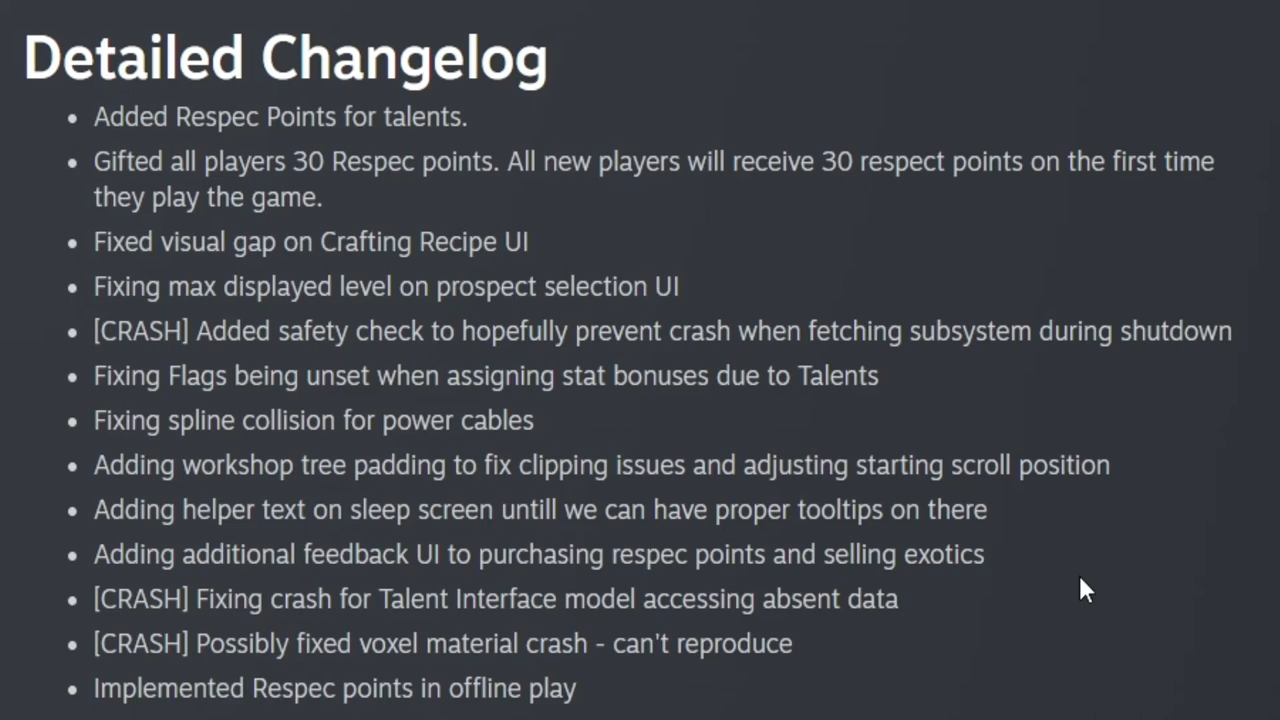 Detailed Changelog
• Added Respec Points for talents.
• Gifted all players 30 Respec points. All new players will receive 30 respect points on the first time
they play the game.
• Fixed visual gap on Crafting Recipe UI
• Fixing max displayed level on prospect selection UI
• [CRASH] Added safety check to hopefully prevent crash when fetching subsystem during shutdown
• Fixing Flags being unset when assigning stat bonuses due to Talents
• Fixing spline collision for power cables
• Adding workshop tree padding to fix clipping issues and adjusting starting scroll position
• Adding helper text on sleep screen untill we can have proper tooltips on there
• Adding additional feedback UI to purchasing respec points and selling exotics
• [CRASH] Fixing crash for Talent Interface model accessing absent data
• [CRASH] Possibly fixed voxel material crash - can't reproduce
• Implemented Respec points in offline play